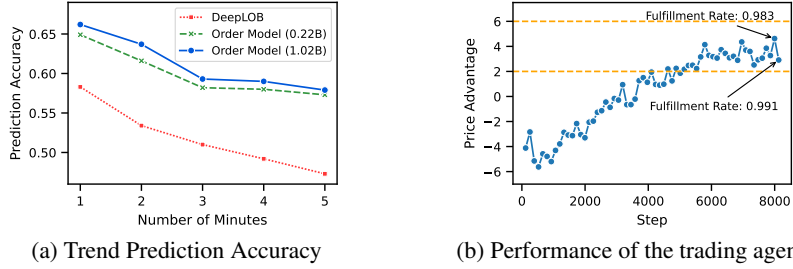 DeepLOB
Order Model (0.22B)
Order Model (1.02B)
Prediction Accuracy
0.65
0.60
0.55
0.50
1 2 3 4 5
Number of Minutes
(a) Trend Prediction Accuracy
Fulfillment Rate: 0.983
Fulfillment Rate: 0.991
Price Advantage
6
4
2
0
−2
−4
−6
0 2000 4000 6000 8000
Step
(b) Performance of the trading agen